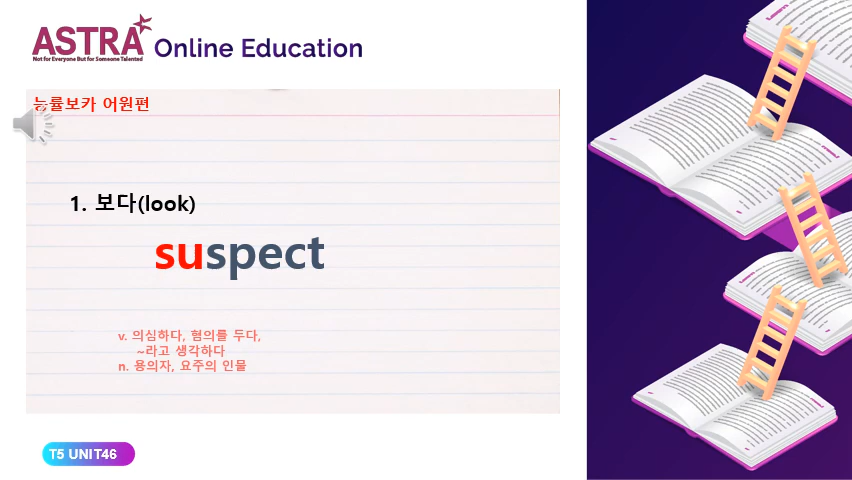 ASTRA
Not for Everyone But for Someone Talented
Online Education
능률보카 어원편
1. 보다(look)
suspect
v. 의심하다, 혐의를 두다,
~라고 생각하다
n. 용의자, 요주의 인물
T5 UNIT46